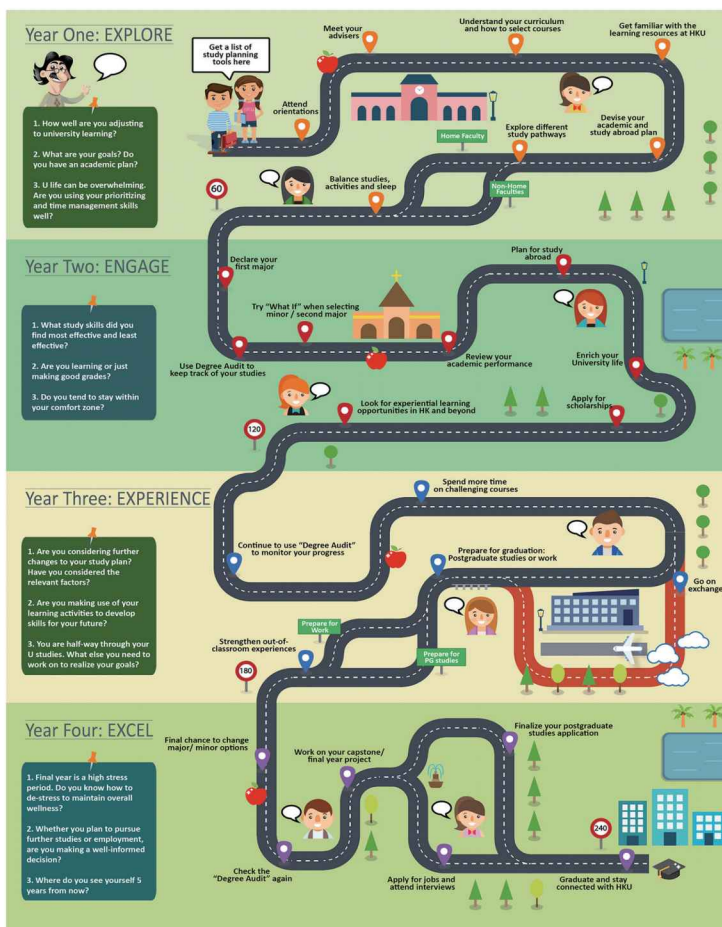 Year One: EXPLORE
Get a list of
study planning
tools here
1. How well are you adjusting
to university learning?
2. What are your goals? Do
you have an academic plan?
3. U life can be overwhelming.
Are you using your prioritizing
and time management skills
well?
Attend
orientations
Meet your
advisers
Understand your curriculum
and how to select courses
Get familiar with the
learning resources at HKU
Devise your
academic and
study abroad plan
Explore different
study pathways
Home Faculty
Non-Home
Faculties
Balance studies,
activities and sleep
60
Year Two: ENGAGE
1. What study skills did you
find most effective and least
effective?
2. Are you learning or just
making good grades?
3. Do you tend to stay within
your comfort zone?
Declare your
first major
Use Degree Audit to
keep track of your studies
Try "What If" when selecting
minor / second major
Review your
academic performance
Plan for study
abroad
Enrich your
University life
Apply for
scholarships
Look for experiential learning
opportunities in HK and beyond
120
Year Three: EXPERIENCE
1. Are you considering further
changes to your study plan?
Have you considered the
relevant factors?
2. Are you making use of your
learning activities to develop
skills for your future?
3. You are half-way through your
U studies. What else you need to
work on to realize your goals?
Continue to use "Degree Audit"
to monitor your progress
Spend more time
on challenging courses
Go on
exchange
Prepare for graduation:
Postgraduate studies or work
Prepare for
Work
Prepare for
PG studies
Strengthen out-of-
classroom experiences
180
Year Four: EXCEL
1. Final year is a high stress
period. Do you know how to
de-stress to maintain overall
wellness?
2. Whether you plan to pursue
further studies or employment,
are you making a well-informed
decision?
3. Where do you see yourself 5
years from now?
Final chance to change
major/ minor options
Check the
"Degree Audit" again
Work on your capstone/
final year project
Finalize your postgraduate
studies application
Apply for jobs and
attend interviews
240
Graduate and stay
connected with HKU